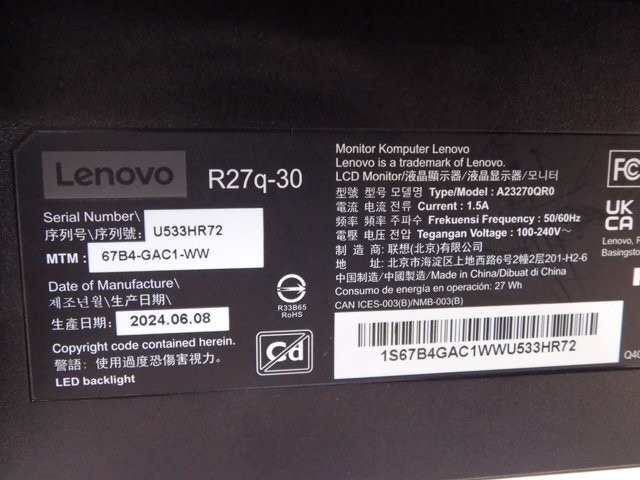 Lenovo R27q-30
Serial Number\
序列号\序列號: U533HR72
MTM : 67B4-GAC1-WW
Date of Manufacture\
제조년월\生产日期\
生產日期: 2024.06.08
Copyright code contained herein.
警語: 使用過度恐傷害視力。
LED backlight
R33B65
RoHS
Cd
Monitor Komputer Lenovo
Lenovo is a trademark of Lenovo.
LCD Monitor/液晶顯示器/液晶显示器/モニター
型號 型号 모델명 Type/Model : A23270QR0
電流 电流 전류 Current : 1.5A
頻率 频率 주파수 Frekuensi Frequency : 50/60Hz
電壓 电压 전압 Tegangan Voltage : 100-240V～
製 造 商: 联想(北京)有限公司
地 址: 北京市海淀区上地西路6号2幢2层201-H2-6
中国制造/中國製造/Made in China/Dibuat di China
Consumo de energía en operación: 27 Wh
CAN ICES-003(B)/NMB-003(B)
1S67B4GAC1WWU533HR72
FC
UK
CA
Lenovo,
Basingsto
Q40